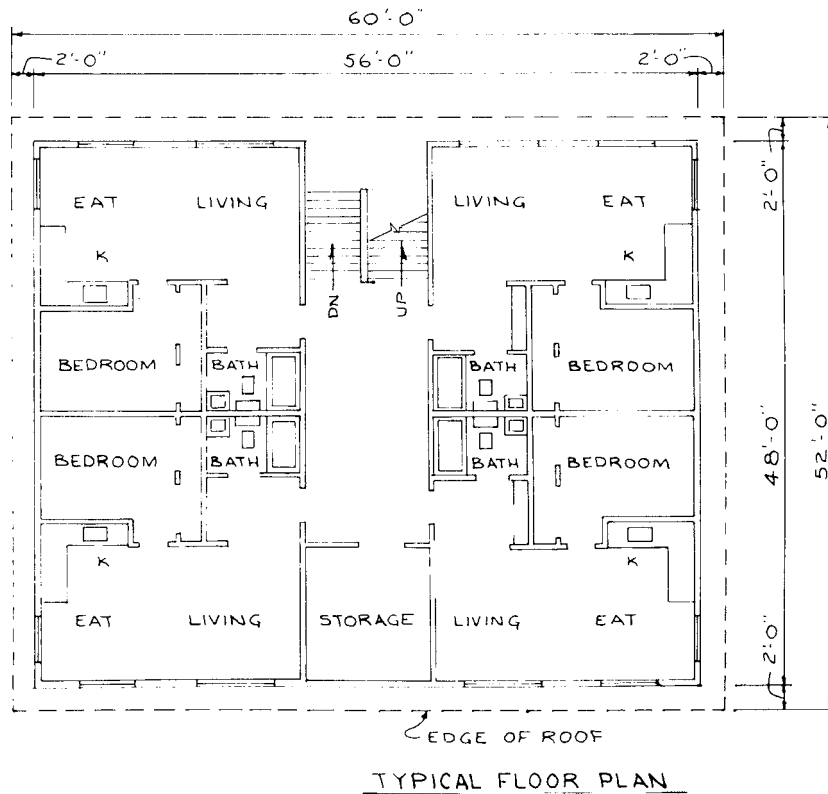 60'-0"
2'-0" 56'-0" 2'-0"
2'-0"
EAT LIVING LIVING EAT
K K
DN UP
BEDROOM BATH BATH BEDROOM
48'-0" 52'-0"
BEDROOM BATH BATH BEDROOM
K K
EAT LIVING STORAGE LIVING EAT
2'-0"
EDGE OF ROOF
TYPICAL FLOOR PLAN